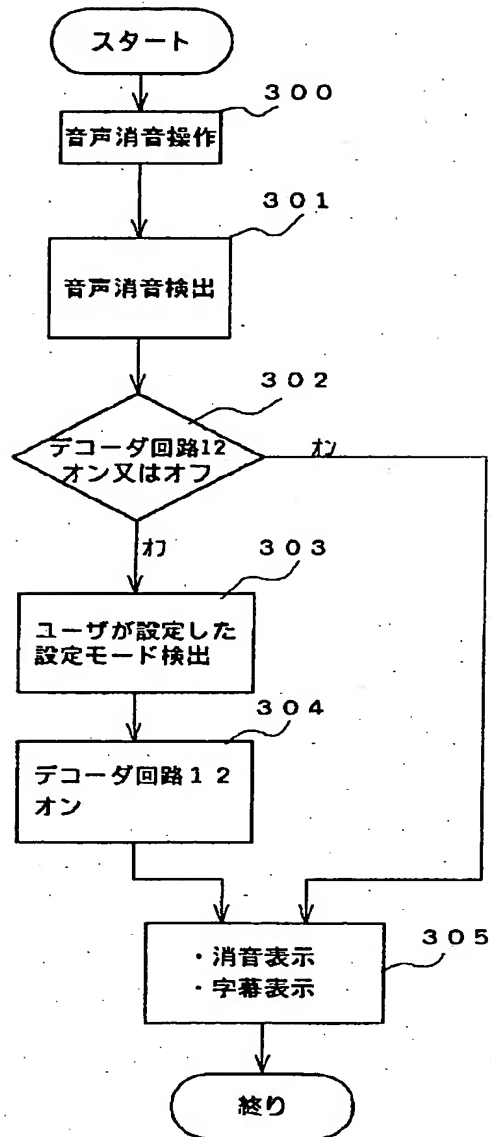 スタート
300
音声消音操作
301
音声消音検出
302
デコーダ回路12
オン又はオフ
オン
オフ
303
ユーザが設定した
設定モード検出
304
デコーダ回路12
オン
305
・消音表示
・字幕表示
終り